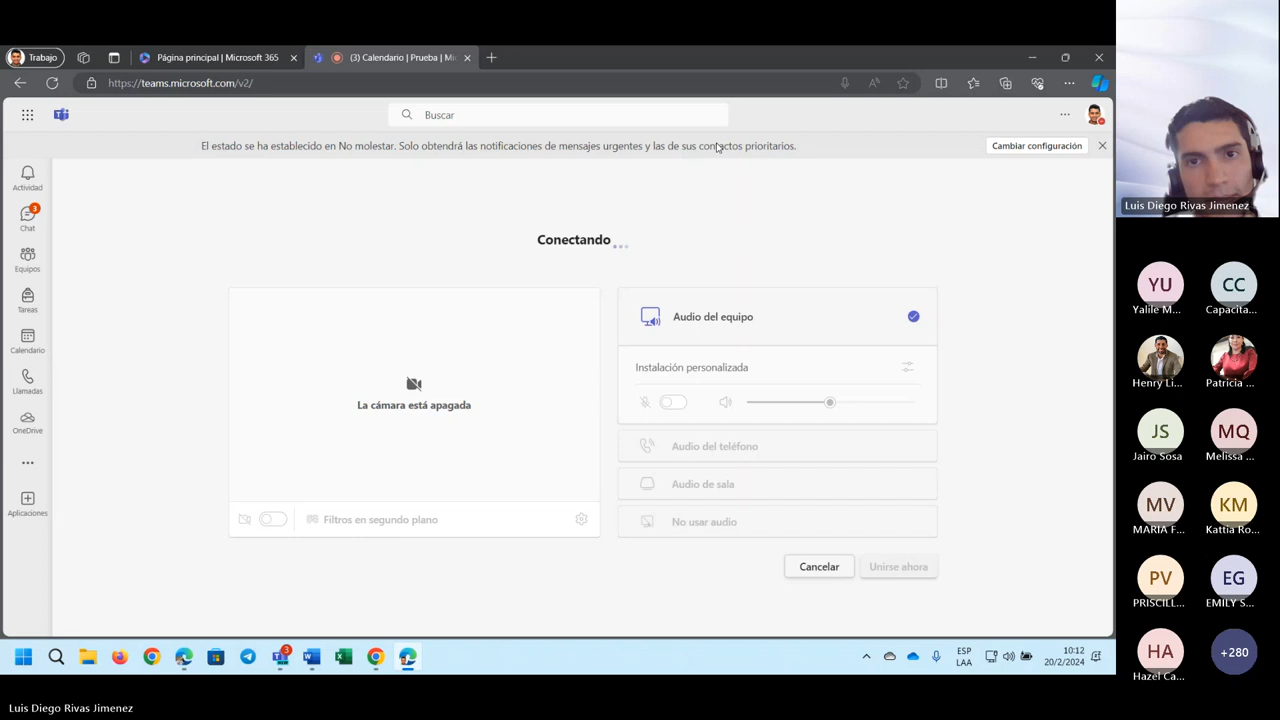 Trabajo
Página principal | Microsoft 365
(3) Calendario | Prueba | Mi
https://teams.microsoft.com/v2/
Buscar
El estado se ha establecido en No molestar. Solo obtendrá las notificaciones de mensajes urgentes y las de sus contactos prioritarios.
Cambiar configuración
Actividad
3
Chat
Equipos
Tareas
Calendario
Llamadas
OneDrive
Aplicaciones
Conectando
La cámara está apagada
Filtros en segundo plano
Audio del equipo
Instalación personalizada
Audio del teléfono
Audio de sala
No usar audio
Cancelar
Unirse ahora
3
ESP
LAA
10:12
20/2/2024
Luis Diego Rivas Jimenez
YU
Yalile M...
CC
Capacita...
Henry Li...
Patricia ...
JS
Jairo Sosa
MQ
Melissa ...
MV
MARIA F...
KM
Kattia Ro...
PV
PRISCILL...
EG
EMILY S...
HA
Hazel Ca...
+280
Luis Diego Rivas Jimenez